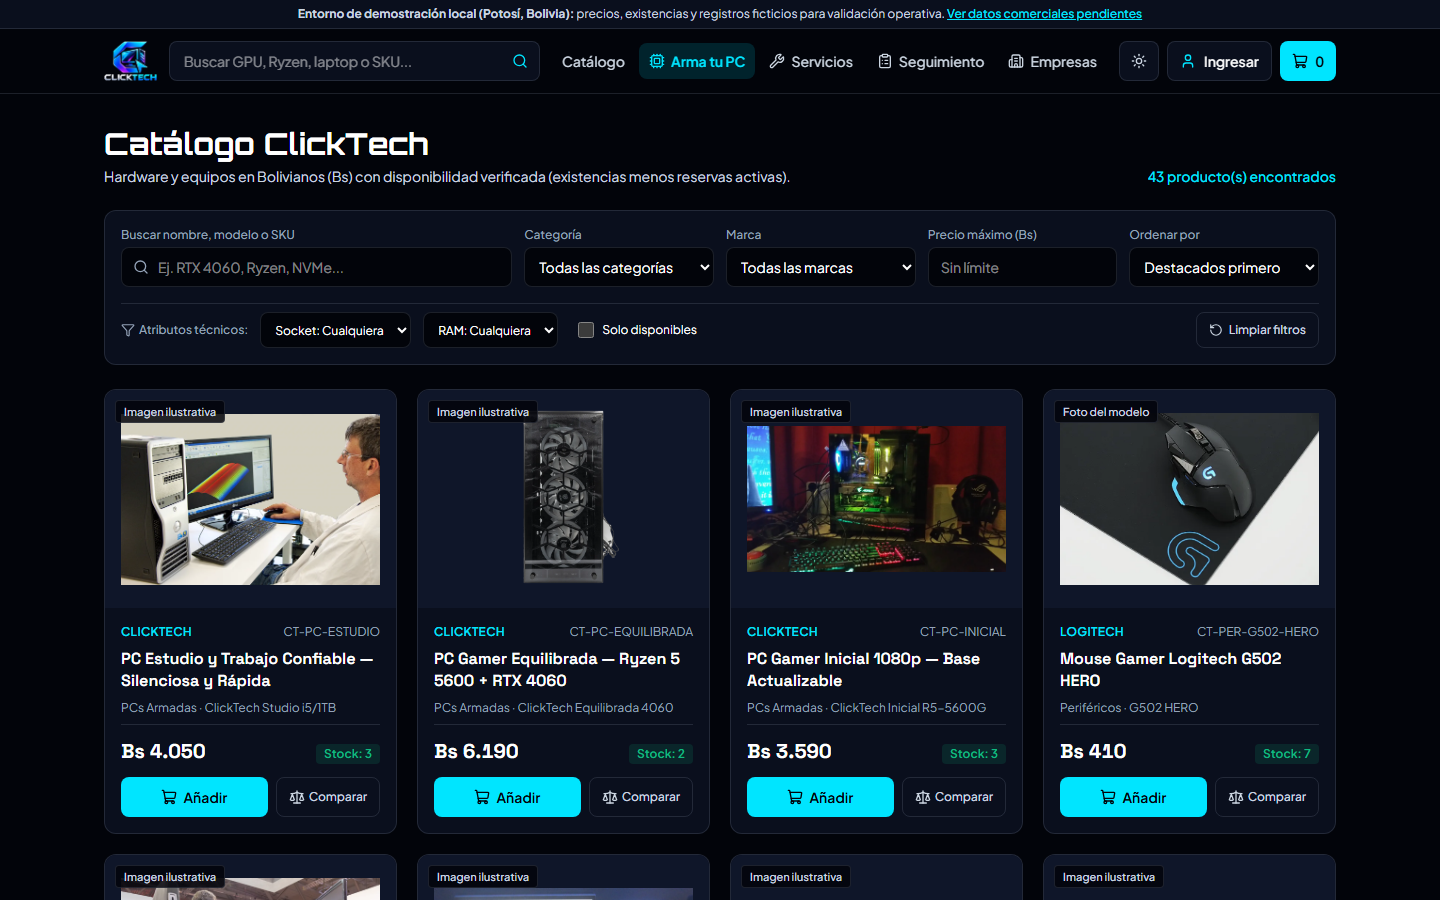 Entorno de demostración local (Potosí, Bolivia): precios, existencias y registros ficticios para validación operativa. Ver datos comerciales pendientes
CLICKTECH
Buscar GPU, Ryzen, laptop o SKU...
Catálogo
Arma tu PC
Servicios
Seguimiento
Empresas
Ingresar
0
Catálogo ClickTech
Hardware y equipos en Bolivianos (Bs) con disponibilidad verificada (existencias menos reservas activas).
43 producto(s) encontrados
Buscar nombre, modelo o SKU
Categoría
Marca
Precio máximo (Bs)
Ordenar por
Ej. RTX 4060, Ryzen, NVMe...
Todas las categorías
Todas las marcas
Sin límite
Destacados primero
Atributos técnicos:
Socket: Cualquiera
RAM: Cualquiera
Solo disponibles
Limpiar filtros
Imagen ilustrativa
CLICKTECH
CT-PC-ESTUDIO
PC Estudio y Trabajo Confiable —
Silenciosa y Rápida
PCs Armadas · ClickTech Studio i5/1TB
Bs 4.050
Stock: 3
Añadir
Comparar
Imagen ilustrativa
CLICKTECH
CT-PC-EQUILIBRADA
PC Gamer Equilibrada — Ryzen 5
5600 + RTX 4060
PCs Armadas · ClickTech Equilibrada 4060
Bs 6.190
Stock: 2
Añadir
Comparar
Imagen ilustrativa
CLICKTECH
CT-PC-INICIAL
PC Gamer Inicial 1080p — Base
Actualizable
PCs Armadas · ClickTech Inicial R5-5600G
Bs 3.590
Stock: 3
Añadir
Comparar
Foto del modelo
LOGITECH
CT-PER-G502-HERO
Mouse Gamer Logitech G502
HERO
Periféricos · G502 HERO
Bs 410
Stock: 7
Añadir
Comparar
Imagen ilustrativa
Imagen ilustrativa
Imagen ilustrativa
Imagen ilustrativa